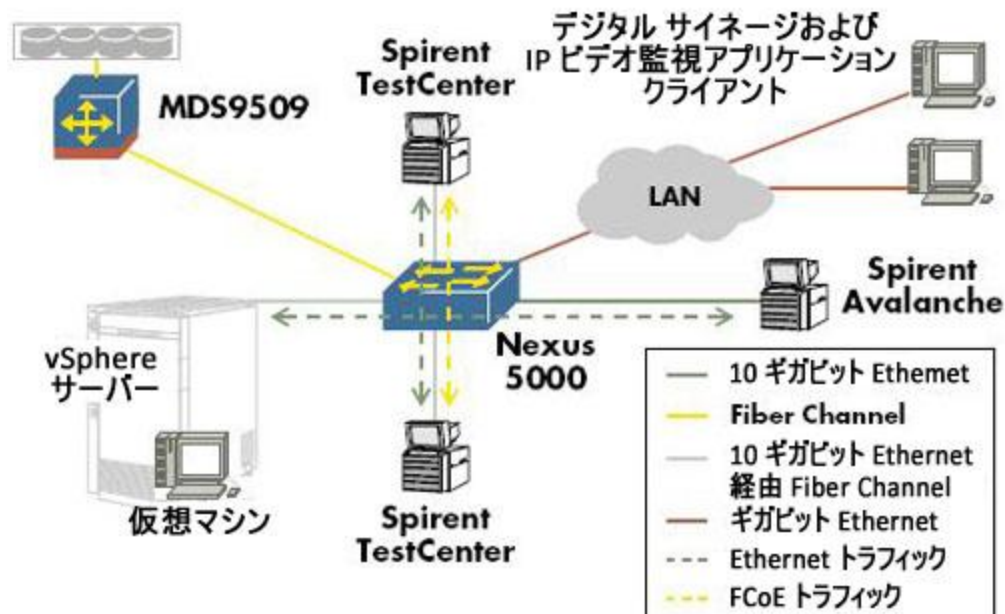 デジタル サイネージおよび
IP ビデオ監視アプリケーション
クライアント
Spirent
TestCenter
MDS9509
LAN
Spirent
Avalanche
Nexus
5000
vSphere
サーバー
仮想マシン
Spirent
TestCenter
10 ギガビット Ethemet
Fiber Channel
10 ギガビット Ethernet
経由 Fiber Channel
ギガビット Ethernet
Ethernet トラフィック
FCoE トラフィック